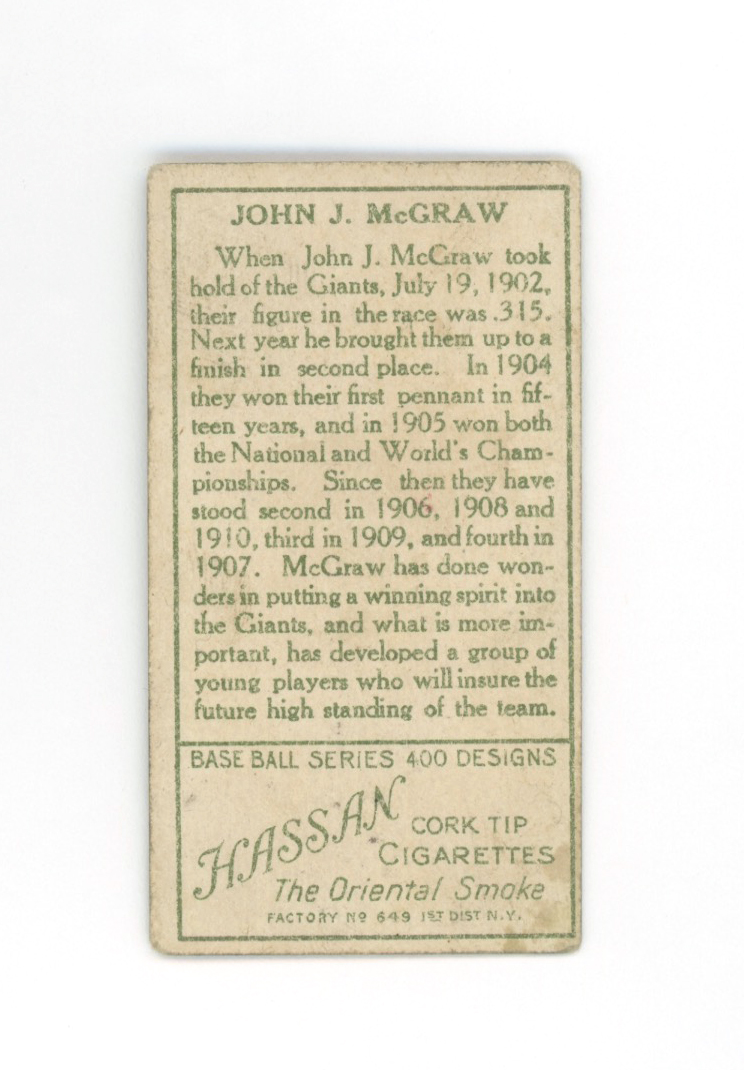 JOHN J. McGRAW
When John J. McGraw took
hold of the Giants, July 19, 1902,
their figure in the race was .315.
Next year he brought them up to a
finish in second place. In 1904
they won their first pennant in fif-
teen years, and in 1905 won both
the National and World's Cham-
pionships. Since then they have
stood second in 1906, 1908 and
1910, third in 1909, and fourth in
1907. McGraw has done won-
ders in putting a winning spirit into
the Giants, and what is more im-
portant, has developed a group of
young players who will insure the
future high standing of the team.
BASE BALL SERIES 400 DESIGNS
HASSAN
CORK TIP
CIGARETTES
The Oriental Smoke
FACTORY Nº 649 1ST DIST N.Y.